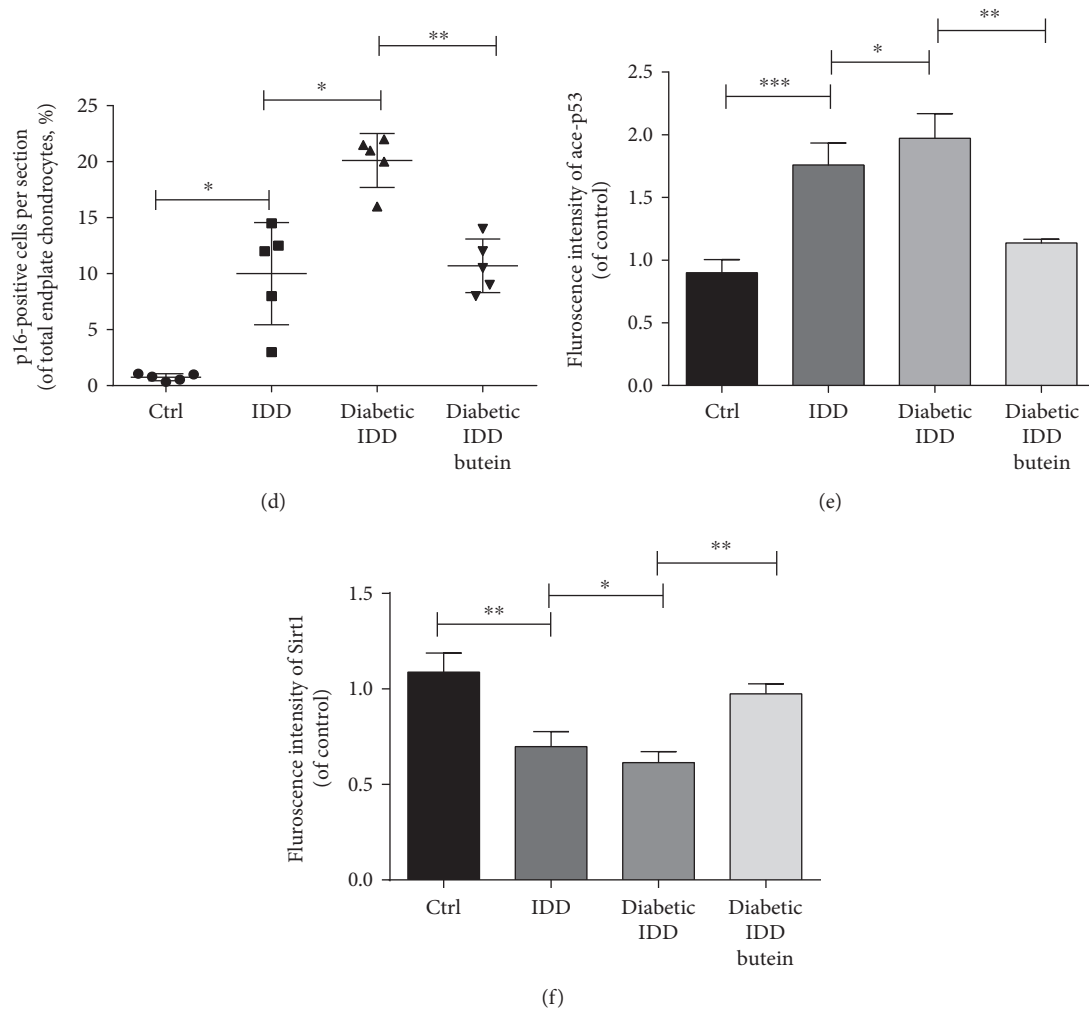 **
*
*
25
20
15
10
5
0
p16-positive cells per section
(of total endplate chondrocytes, %)
Ctrl
IDD
Diabetic
IDD
Diabetic
IDD
butein
(d)
**
*
***
2.5
2.0
1.5
1.0
0.5
0.0
Fluroscence intensity of ace-p53
(of control)
Ctrl
IDD
Diabetic
IDD
Diabetic
IDD
butein
(e)
**
*
**
1.5
1.0
0.5
0.0
Fluroscence intensity of Sirt1
(of control)
Ctrl
IDD
Diabetic
IDD
Diabetic
IDD
butein
(f)